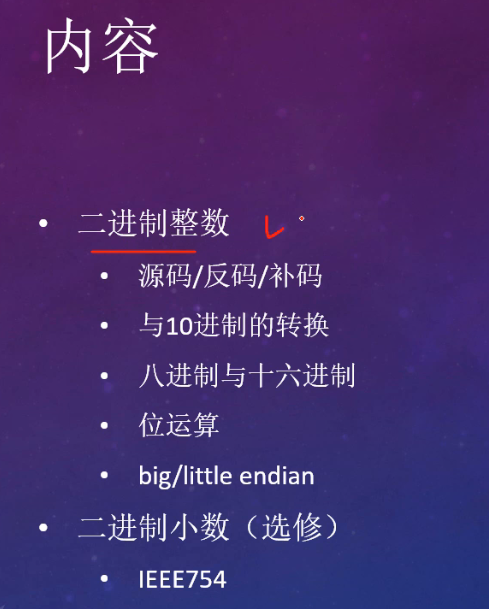 内容
二进制整数
源码/反码/补码
与10进制的转换
八进制与十六进制
位运算
big/little endian
二进制小数（选修）
IEEE754